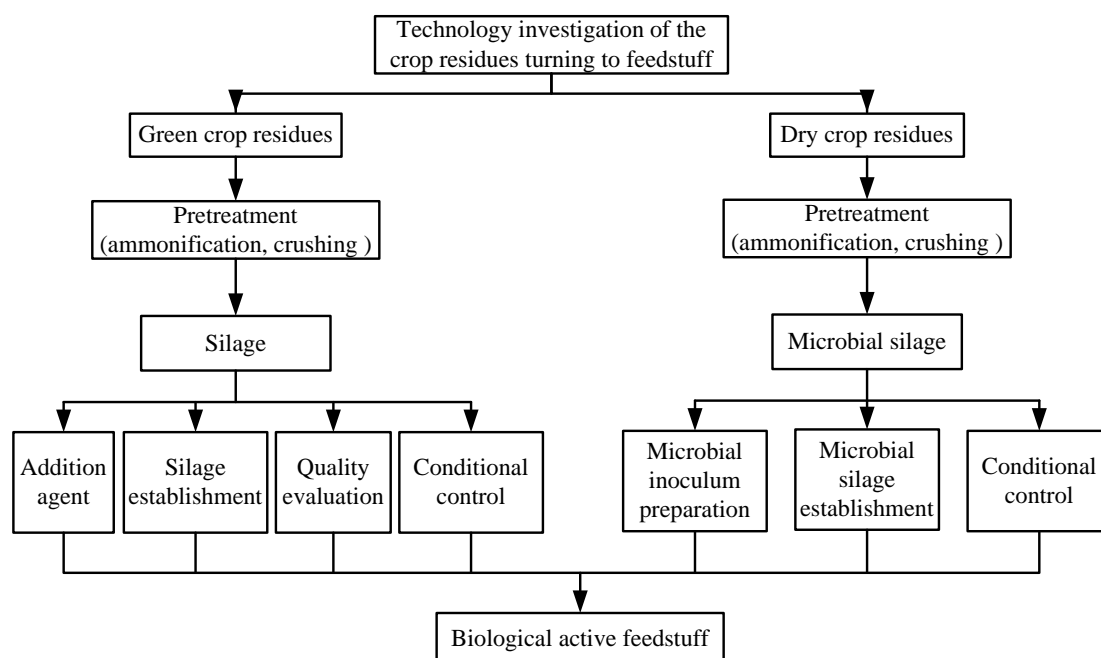 Technology investigation of the
crop residues turning to feedstuff
Green crop residues
Dry crop residues
Pretreatment
(ammonification, crushing )
Pretreatment
(ammonification, crushing )
Silage
Microbial silage
Addition
agent
Silage
establishment
Quality
evaluation
Conditional
control
Microbial
inoculum
preparation
Microbial
silage
establishment
Conditional
control
Biological active feedstuff